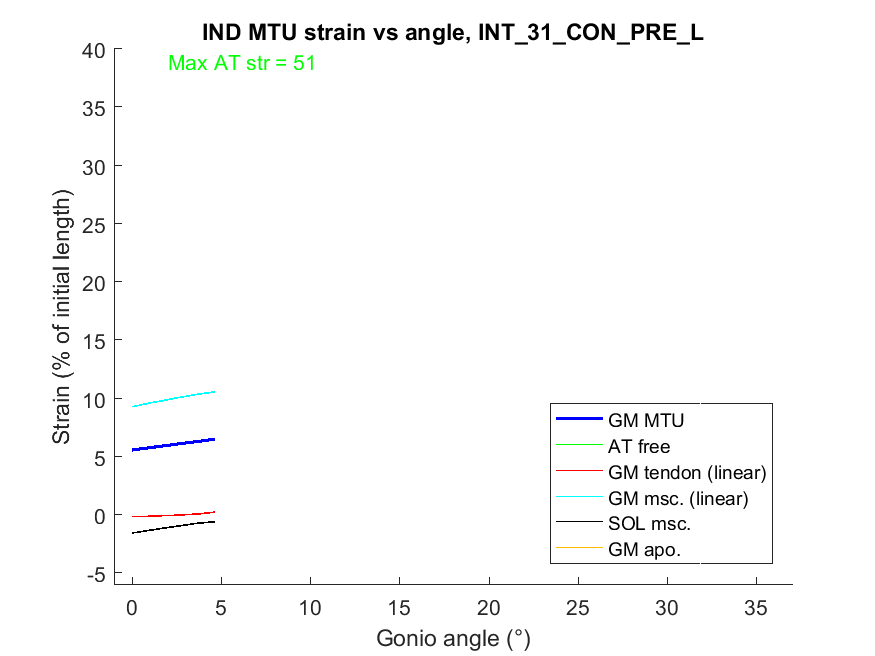 IND MTU strain vs angle, INT_31_CON_PRE_L
Max AT str = 51
40
35
30
25
20
15
10
5
0
-5
Strain (% of initial length)
0 5 10 15 20 25 30 35
Gonio angle (°)
GM MTU
AT free
GM tendon (linear)
GM msc. (linear)
SOL msc.
GM apo.